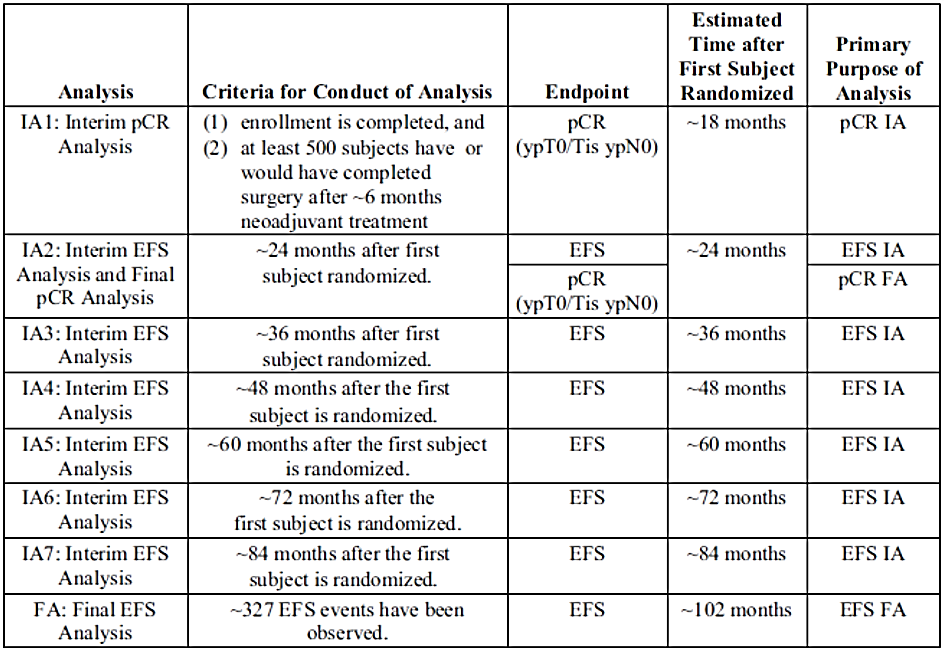 Analysis
Criteria for Conduct of Analysis
Endpoint
Estimated
Time after
First Subject
Randomized
Primary
Purpose of
Analysis
IA1: Interim pCR
Analysis
(1) enrollment is completed, and
(2) at least 500 subjects have or
would have completed
surgery after ~6 months
neoadjuvant treatment
pCR
(ypT0/Tis ypN0)
~18 months
pCR IA
IA2: Interim EFS
Analysis and Final
pCR Analysis
~24 months after first
subject randomized.
EFS
pCR
(ypT0/Tis ypN0)
~24 months
EFS IA
pCR FA
IA3: Interim EFS
Analysis
~36 months after first
subject randomized.
EFS
~36 months
EFS IA
IA4: Interim EFS
Analysis
~48 months after the first
subject is randomized.
EFS
~48 months
EFS IA
IA5: Interim EFS
Analysis
~60 months after the first subject
is randomized.
EFS
~60 months
EFS IA
IA6: Interim EFS
Analysis
~72 months after the
first subject is randomized.
EFS
~72 months
EFS IA
IA7: Interim EFS
Analysis
~84 months after the first
subject is randomized.
EFS
~84 months
EFS IA
FA: Final EFS
Analysis
~327 EFS events have been
observed.
EFS
~102 months
EFS FA